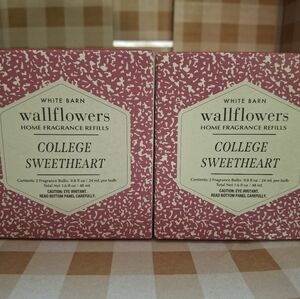 WHITE BARN
wallflowers
HOME FRAGRANCE REFILLS
COLLEGE
SWEETHEART
Contents: 2 Fragrance Bulbs 0.8 fl oz / 24 mL per bulb
Total Net 1.6 fl oz / 48 mL
CAUTION: EYE IRRITANT.
READ BOTTOM PANEL CAREFULLY.
WHITE BARN
wallflowers
HOME FRAGRANCE REFILLS
COLLEGE
SWEETHEART
Contents: 2 Fragrance Bulbs 0.8 fl oz / 24 mL per bulb
Total Net 1.6 fl oz / 48 mL
CAUTION: EYE IRRITANT.
READ BOTTOM PANEL CAREFULLY.